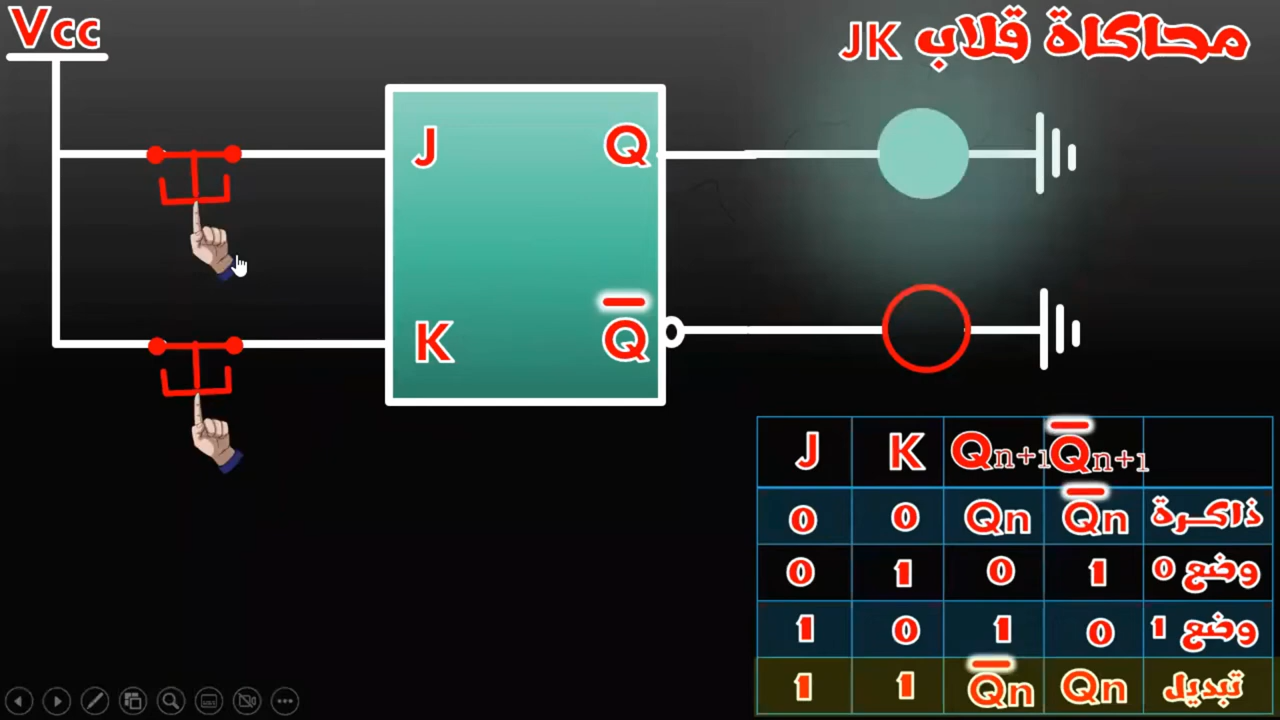 Vcc
محاكاة قلاب JK
J Q
K Q̅
J K Qn+1 Q̅n+1
0 0 Qn Q̅n ذاكرة
0 1 0 1 وضع 0
1 0 1 0 وضع 1
1 1 Q̅n Qn تبديل